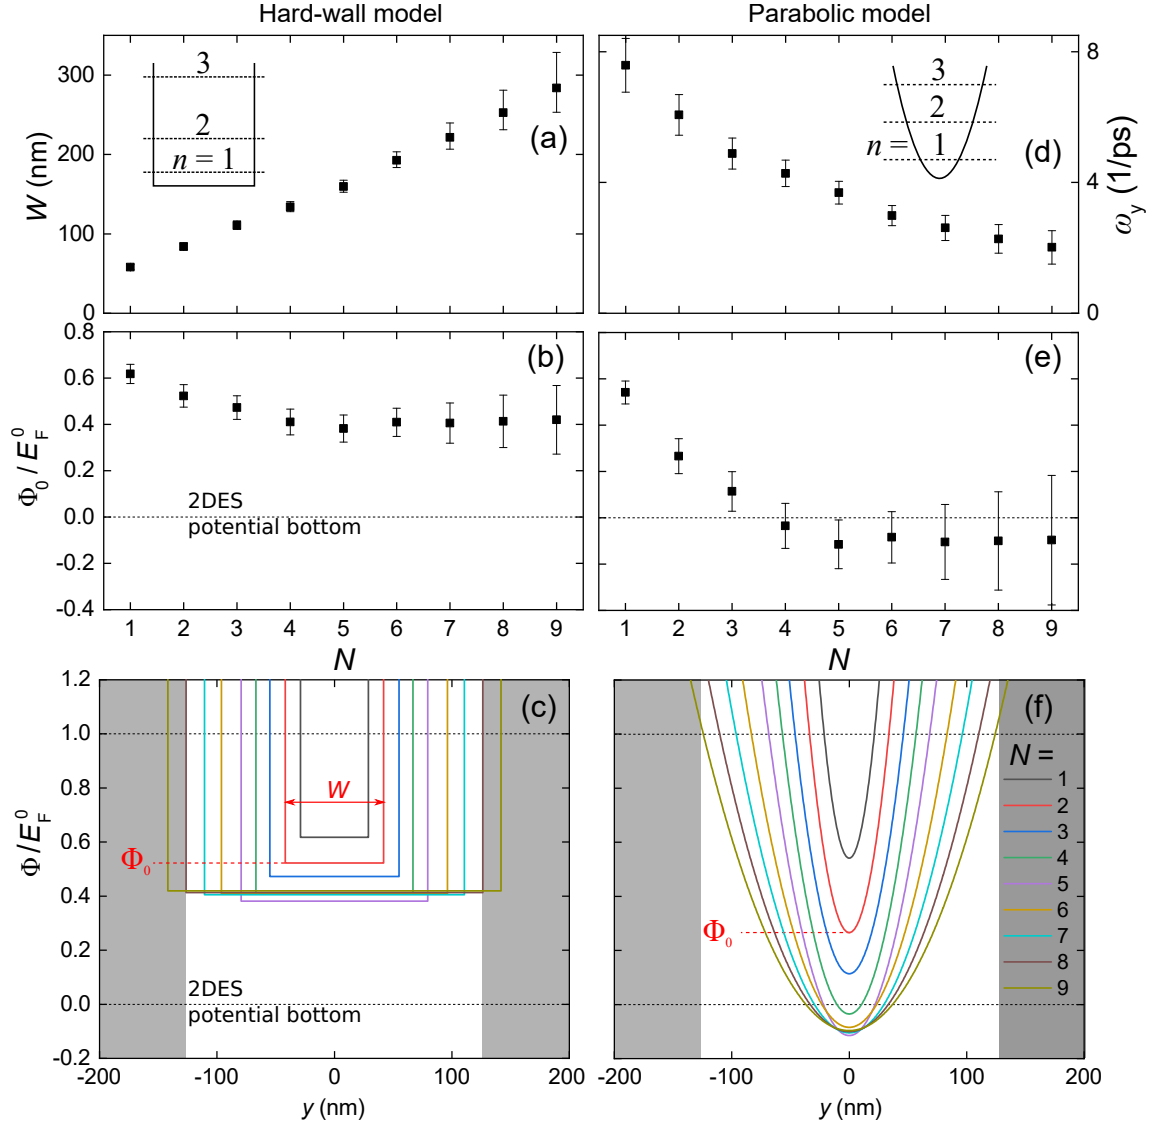 Hard-wall model
Parabolic model
300
200
100
0
W (nm)
3
2
n = 1
(a)
3
2
n = 1
(d)
8
4
0
ω_y (1/ps)
0.8
0.6
0.4
0.2
0.0
-0.2
-0.4
Φ₀ / E_F^0
(b)
2DES
potential bottom
(e)
1 2 3 4 5 6 7 8 9
N
1 2 3 4 5 6 7 8 9
N
1.2
1.0
0.8
0.6
0.4
0.2
0.0
-0.2
Φ/E_F^0
(c)
W
Φ₀
2DES
potential bottom
-200 -100 0 100 200
y (nm)
(f)
N =
1
2
3
4
5
6
7
8
9
Φ₀
-200 -100 0 100 200
y (nm)